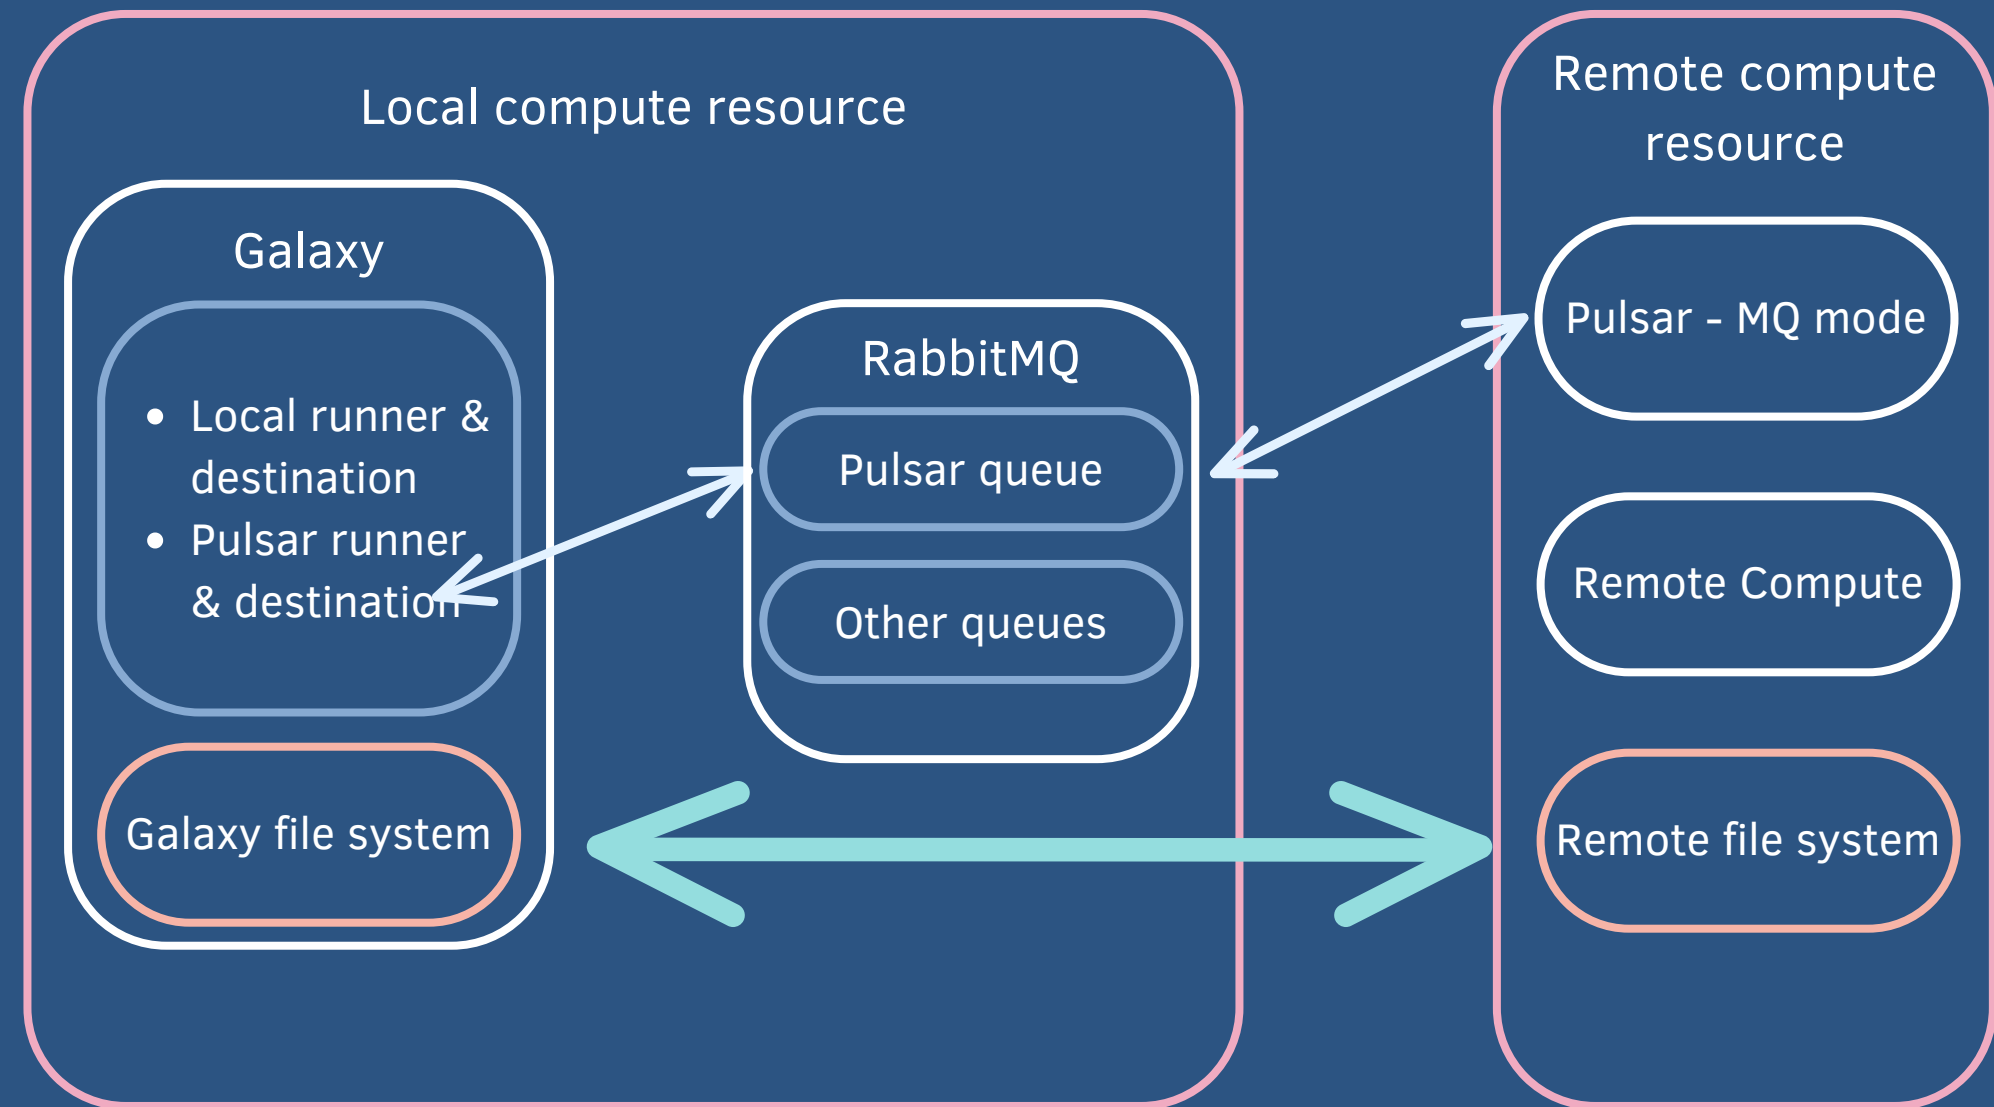 Local compute resource
Galaxy
• Local runner &
destination
• Pulsar runner
& destination
Galaxy file system
RabbitMQ
Pulsar queue
Other queues
Remote compute
resource
Pulsar - MQ mode
Remote Compute
Remote file system